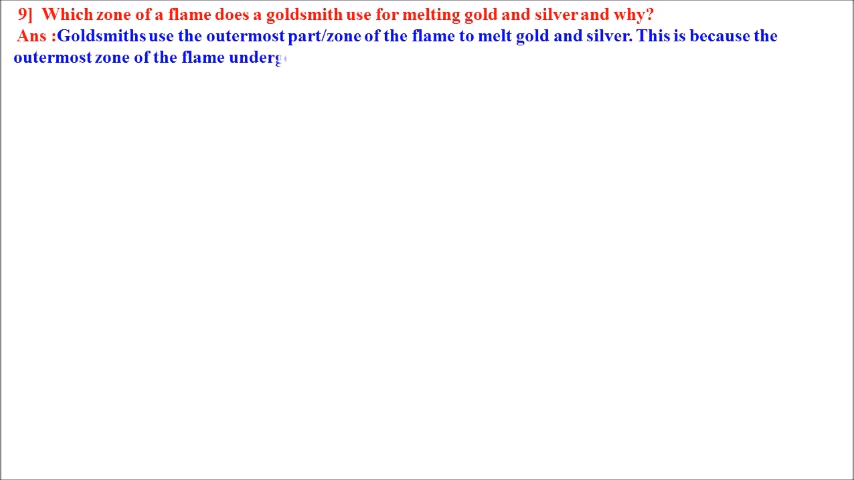 9] Which zone of a flame does a goldsmith use for melting gold and silver and why?
Ans :Goldsmiths use the outermost part/zone of the flame to melt gold and silver. This is because the
outermost zone of the flame underg